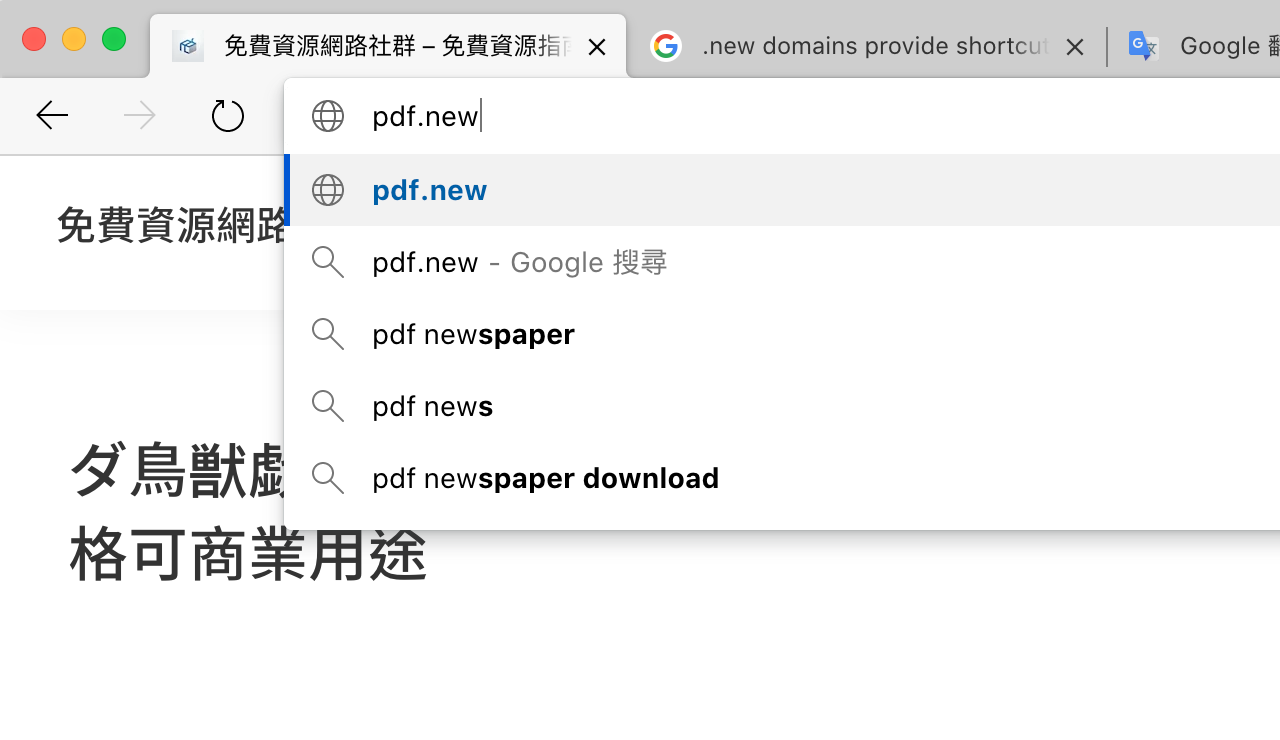 免費資源網路社群 – 免費資源指
.new domains provide shortcut
Google
pdf.new
免費資源網路
pdf.new
pdf.new - Google 搜尋
pdf newspaper
pdf news
pdf newspaper download
ダ鳥獣戯
格可商業用途